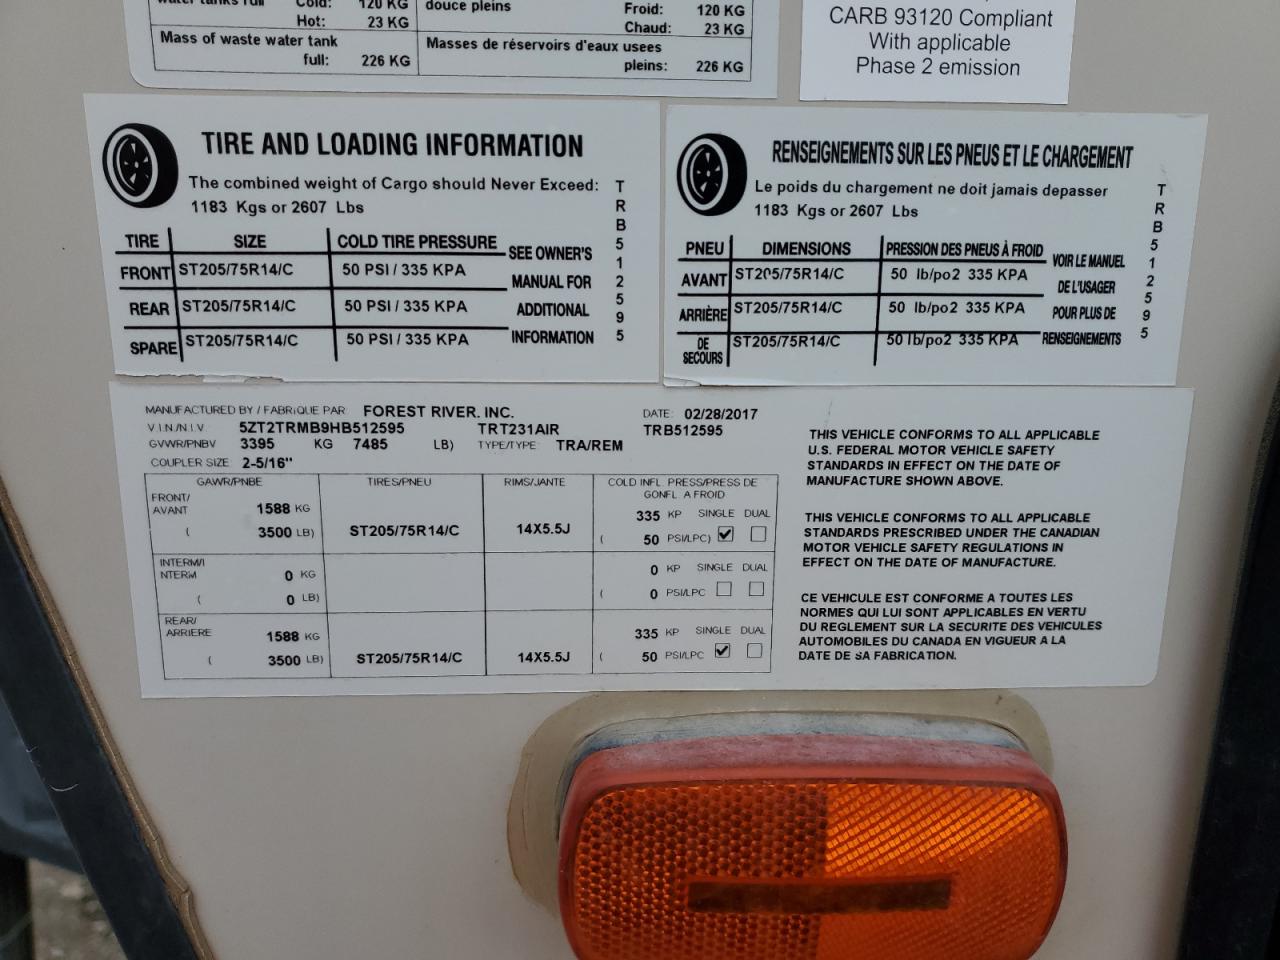 water tanks full Cold: 120 KG
Hot: 23 KG
Mass of waste water tank
full: 226 KG
douce pleins
Froid: 120 KG
Chaud: 23 KG
Masses de réservoirs d'eaux usees
pleins: 226 KG
CARB 93120 Compliant
With applicable
Phase 2 emission
TIRE AND LOADING INFORMATION
The combined weight of Cargo should Never Exceed:
1183 Kgs or 2607 Lbs
TIRE SIZE COLD TIRE PRESSURE
FRONT ST205/75R14/C 50 PSI / 335 KPA
REAR ST205/75R14/C 50 PSI / 335 KPA
SPARE ST205/75R14/C 50 PSI / 335 KPA
SEE OWNER'S
MANUAL FOR
ADDITIONAL
INFORMATION
TRB512595
RENSEIGNEMENTS SUR LES PNEUS ET LE CHARGEMENT
Le poids du chargement ne doit jamais depasser
1183 Kgs or 2607 Lbs
PNEU DIMENSIONS PRESSION DES PNEUS À FROID
AVANT ST205/75R14/C 50 lb/po2 335 KPA
ARRIÈRE ST205/75R14/C 50 lb/po2 335 KPA
DE
SECOURS ST205/75R14/C 50 lb/po2 335 KPA
VOIR LE MANUEL
DE L'USAGER
POUR PLUS DE
RENSEIGNEMENTS
TRB512595
MANUFACTURED BY / FABRIQUE PAR FOREST RIVER, INC. DATE: 02/28/2017
V.I.N./N.I.V. 5ZT2TRMB9HB512595 TRT231AIR TRB512595
GVWR/PNBV 3395 KG 7485 LB) TYPE/TYPE: TRA/REM
COUPLER SIZE: 2-5/16"
GAWR/PNBE TIRES/PNEU RIMS/JANTE COLD INFL. PRESS/PRESS DE
GONFL. A FROID
FRONT/
AVANT 1588 KG 335 KP SINGLE DUAL
( 3500 LB) ST205/75R14/C 14X5.5J ( 50 PSI/LPC)
INTERM/I
NTERM 0 KG 0 KP SINGLE DUAL
( 0 LB) ( 0 PSI/LPC
REAR/
ARRIERE 1588 KG 335 KP SINGLE DUAL
( 3500 LB) ST205/75R14/C 14X5.5J ( 50 PSI/LPC
THIS VEHICLE CONFORMS TO ALL APPLICABLE
U.S. FEDERAL MOTOR VEHICLE SAFETY
STANDARDS IN EFFECT ON THE DATE OF
MANUFACTURE SHOWN ABOVE.
THIS VEHICLE CONFORMS TO ALL APPLICABLE
STANDARDS PRESCRIBED UNDER THE CANADIAN
MOTOR VEHICLE SAFETY REGULATIONS IN
EFFECT ON THE DATE OF MANUFACTURE.
CE VEHICULE EST CONFORME A TOUTES LES
NORMES QUI LUI SONT APPLICABLES EN VERTU
DU REGLEMENT SUR LA SECURITE DES VEHICULES
AUTOMOBILES DU CANADA EN VIGUEUR A LA
DATE DE SA FABRICATION.